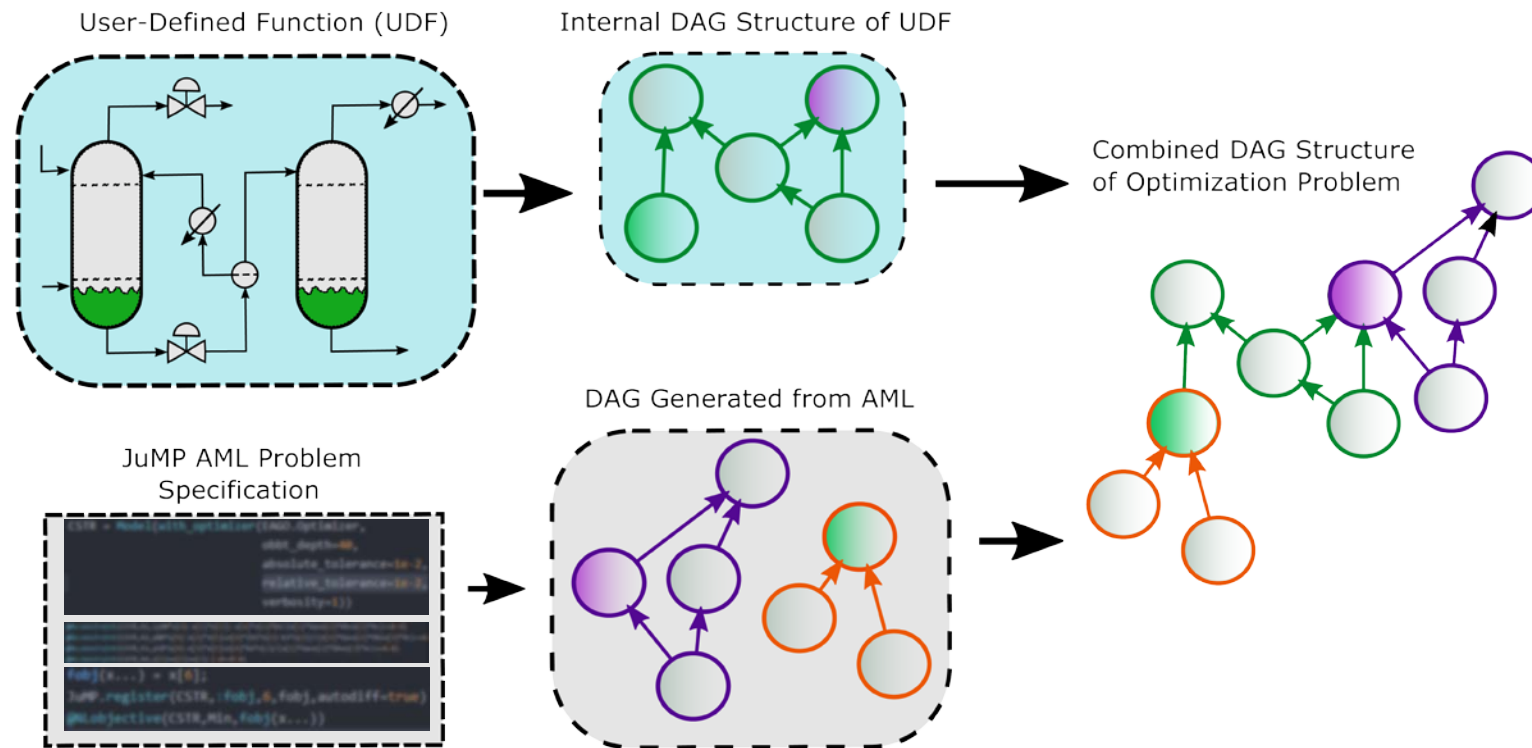 User-Defined Function (UDF)
Internal DAG Structure of UDF
Combined DAG Structure
of Optimization Problem
DAG Generated from AML
JuMP AML Problem
Specification
CSTR = Model(with_optimizer(EAGO.Optimizer,
obbt_depth=40,
absolute_tolerance=1e-2,
relative_tolerance=1e-2,
verbosity=1))
fobj(x...) = x[6];
JuMP.register(CSTR,:fobj,6,fobj,autodiff=true)
@NLobjective(CSTR,Min,fobj(x...))